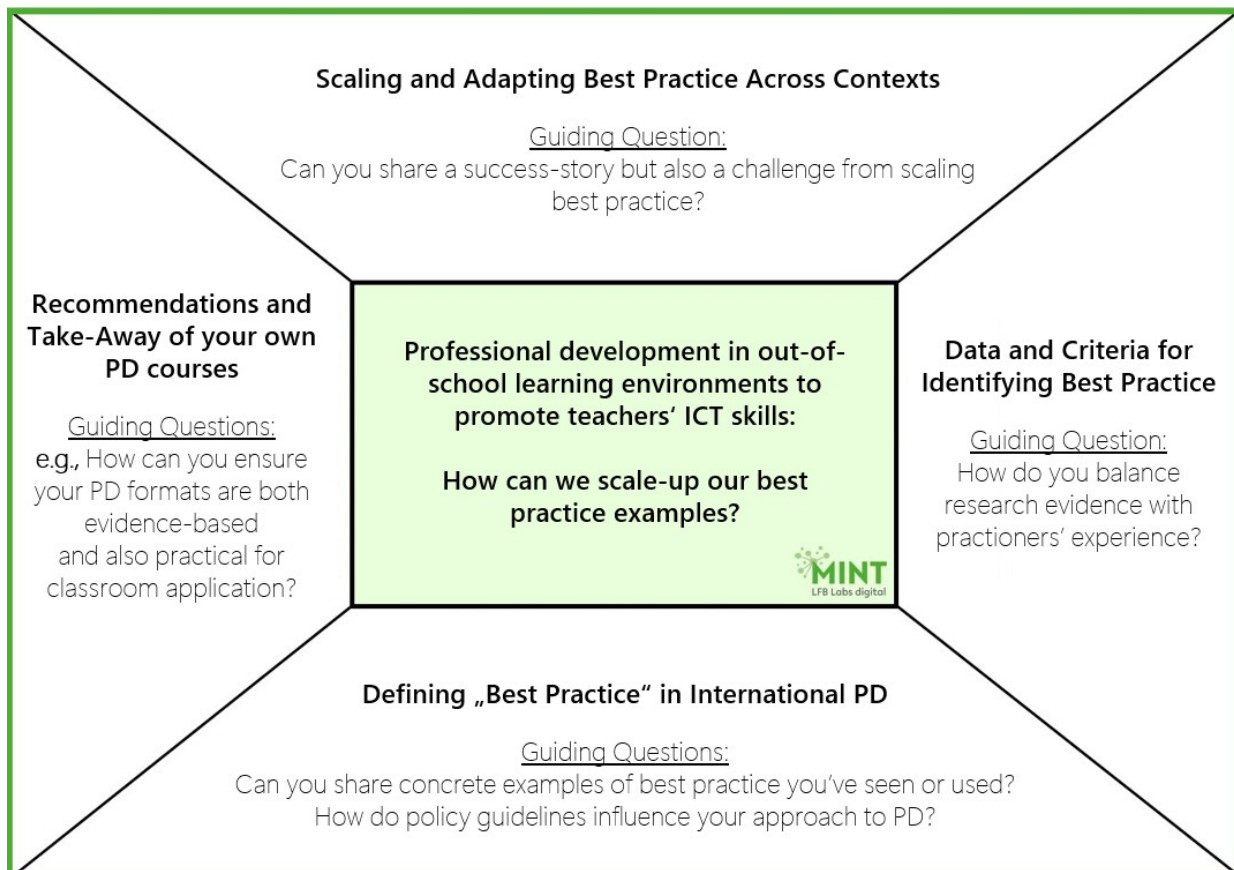 Scaling and Adapting Best Practice Across Contexts
Guiding Question:
Can you share a success-story but also a challenge from scaling
best practice?
Recommendations and
Take-Away of your own
PD courses
Guiding Questions:
e.g., How can you ensure
your PD formats are both
evidence-based
and also practical for
classroom application?
Professional development in out-of-
school learning environments to
promote teachers‘ ICT skills:
How can we scale-up our best
practice examples?
MINT
LFB Labs digital
Data and Criteria for
Identifying Best Practice
Guiding Question:
How do you balance
research evidence with
practioners’ experience?
Defining „Best Practice“ in International PD
Guiding Questions:
Can you share concrete examples of best practice you’ve seen or used?
How do policy guidelines influence your approach to PD?